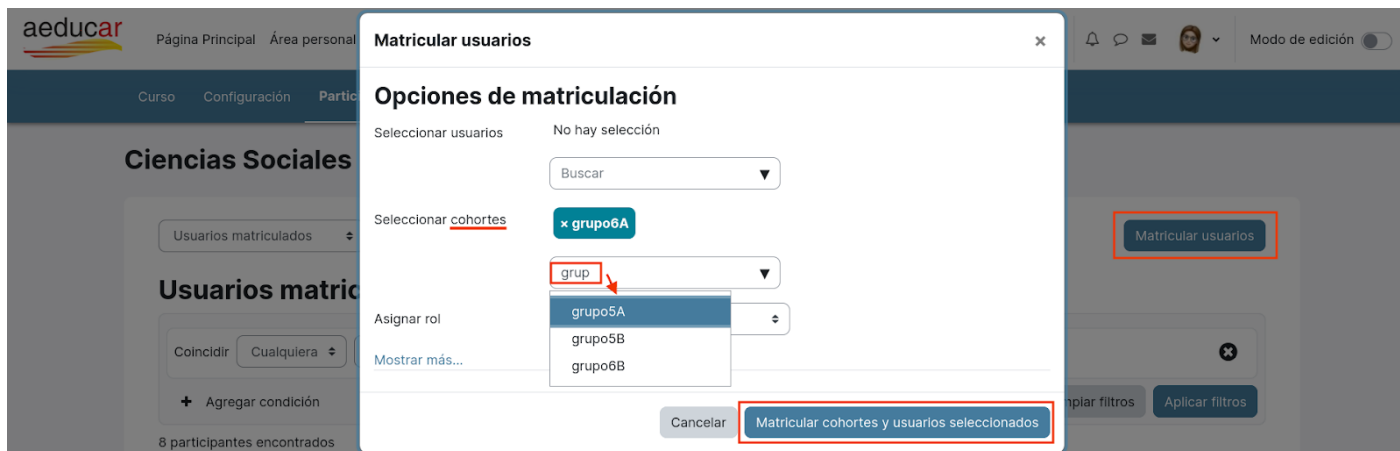 aeducar
Página Principal Área personal
Modo de edición
Curso Configuración Partic
Ciencias Sociales
Usuarios matriculados
Matricular usuarios
Usuarios matric
Coincidir Cualquiera
Agregar condición
mpiar filtros Aplicar filtros
8 participantes encontrados
Matricular usuarios ×
Opciones de matriculación
Seleccionar usuarios No hay selección
Buscar
Seleccionar cohortes × grupo6A
grup
grupo5A
grupo5B
grupo6B
Asignar rol
Mostrar más...
Cancelar Matricular cohortes y usuarios seleccionados